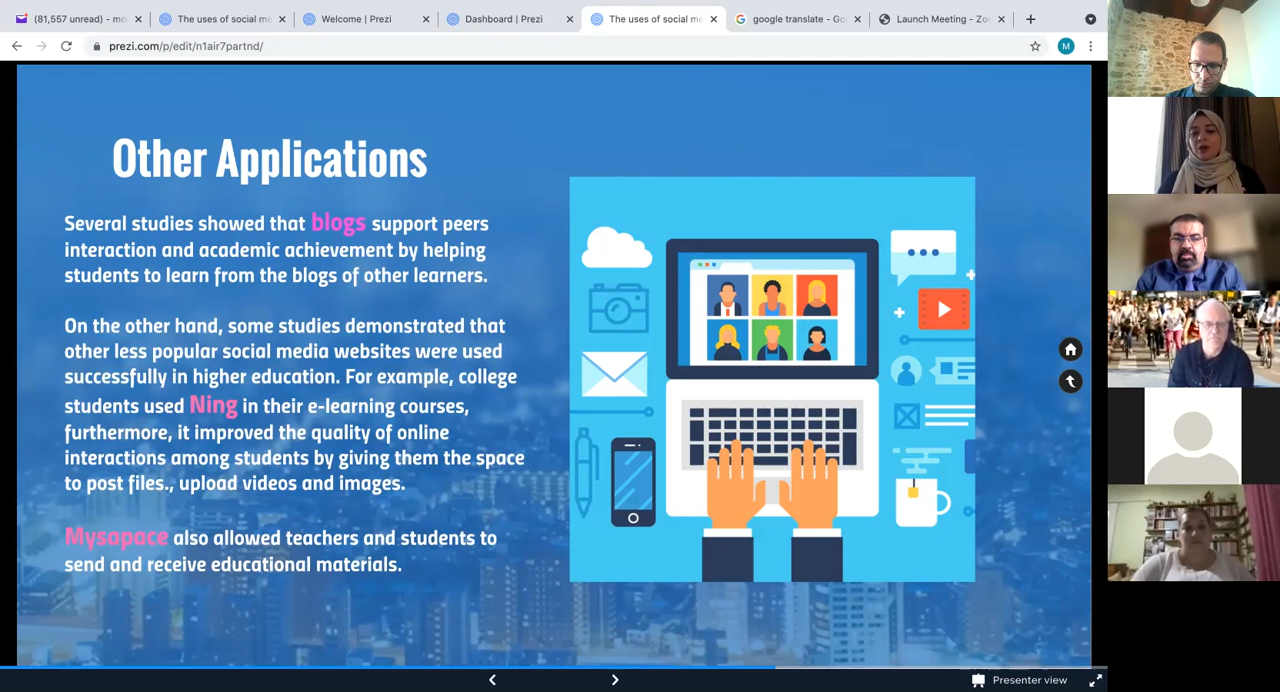 (81,557 unread) - mo
The uses of social me
Welcome | Prezi
Dashboard | Prezi
The uses of social me
google translate - Go
Launch Meeting - Zo
prezi.com/p/edit/n1air7partnd/
M
Other Applications
Several studies showed that blogs support peers
interaction and academic achievement by helping
students to learn from the blogs of other learners.
On the other hand, some studies demonstrated that
other less popular social media websites were used
successfully in higher education. For example, college
students used Ning in their e-learning courses,
furthermore, it improved the quality of online
interactions among students by giving them the space
to post files., upload videos and images.
Mysapace also allowed teachers and students to
send and receive educational materials.
Presenter view